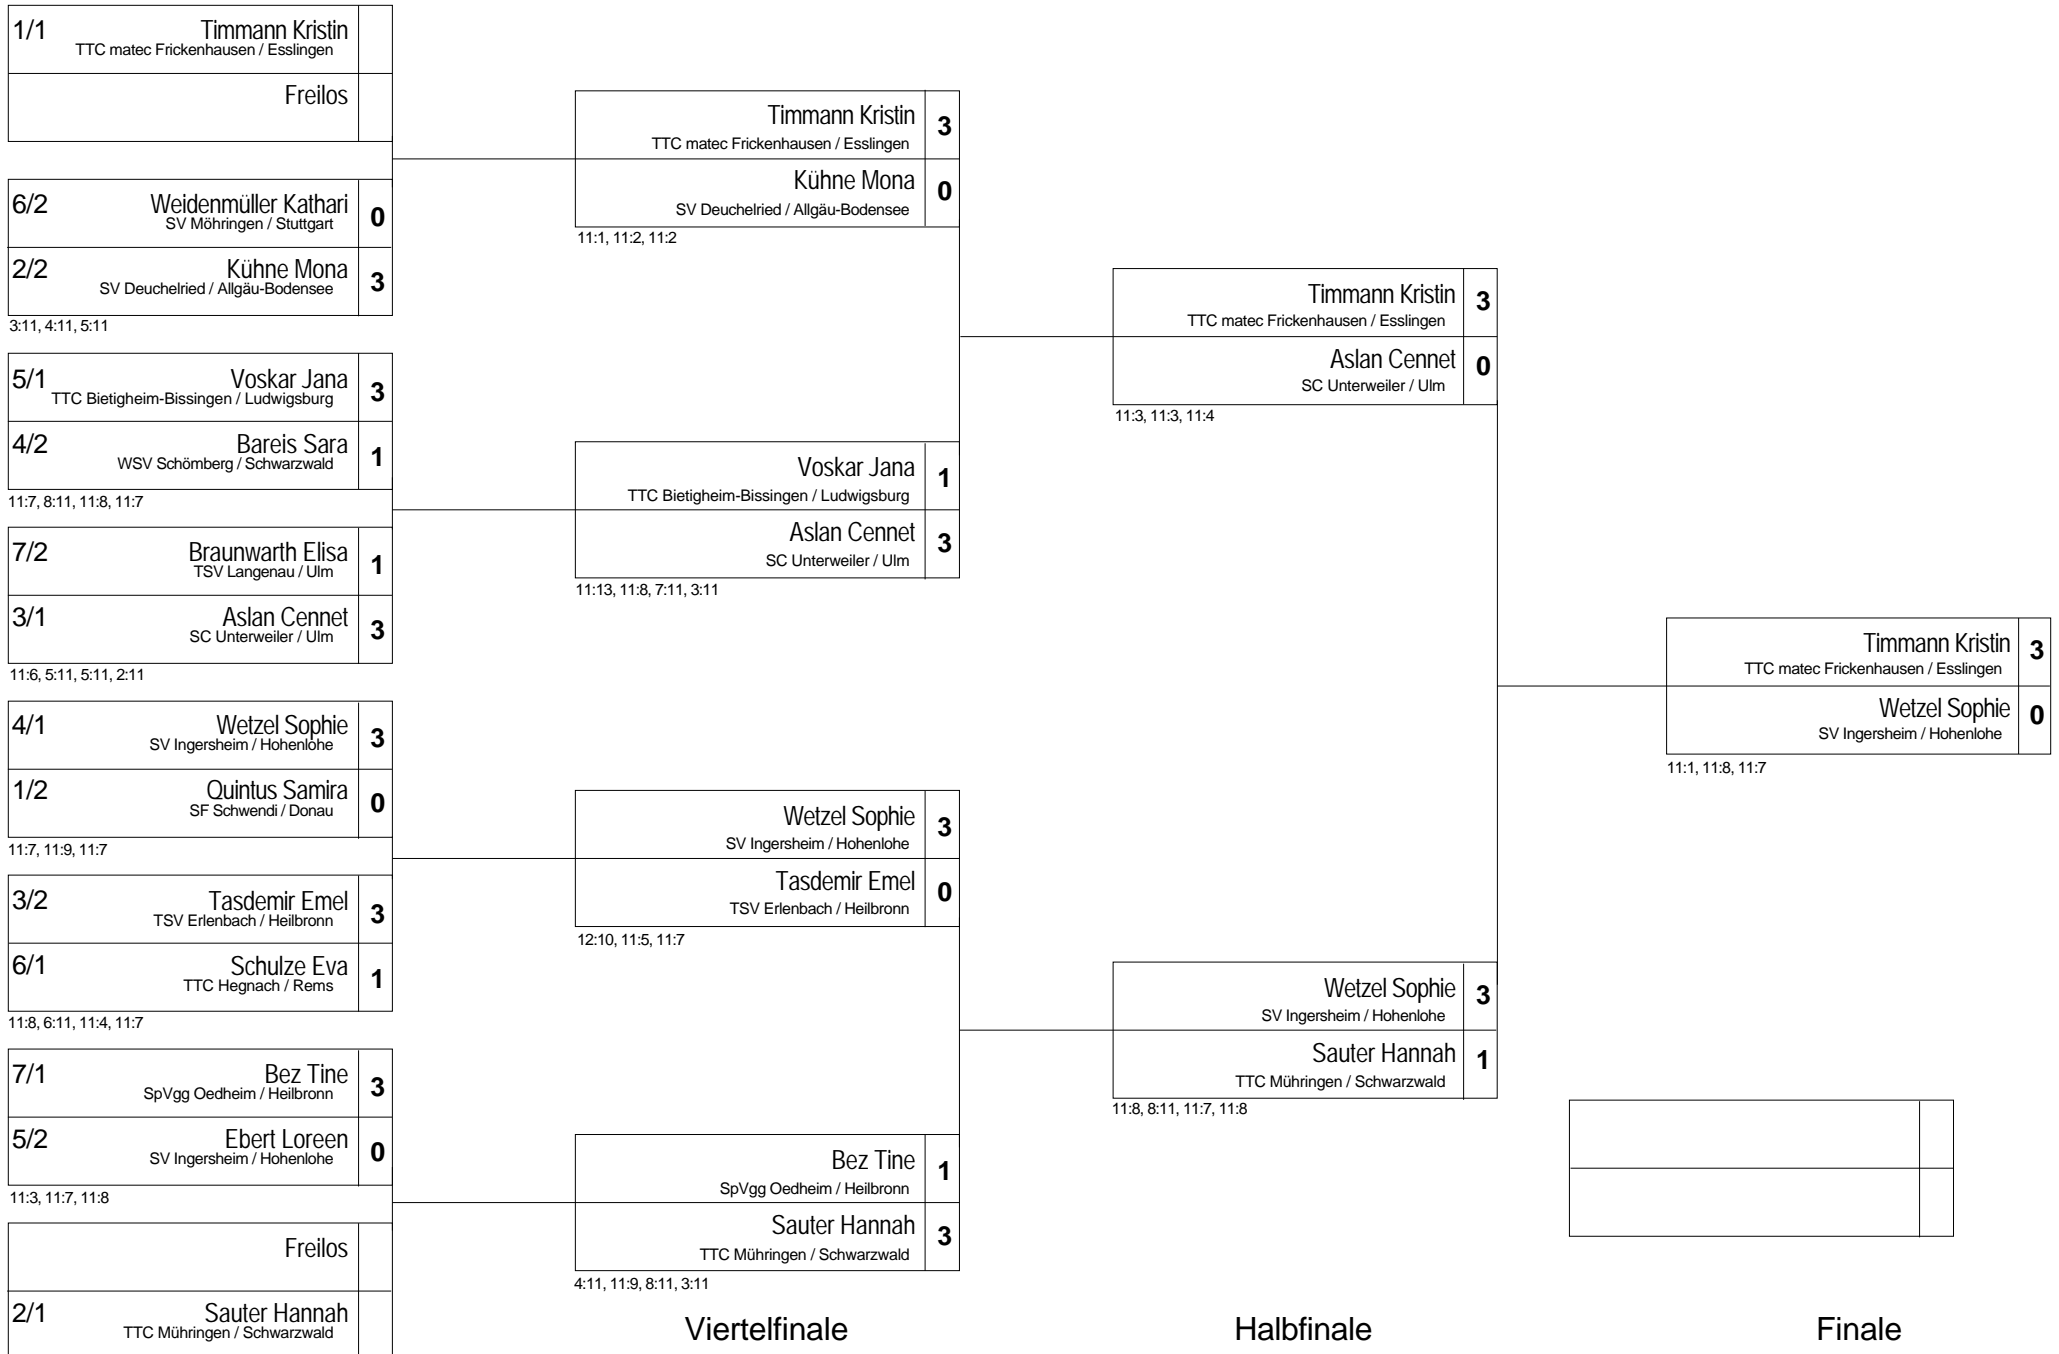 1/1 Timmann Kristin
TTC matec Frickenhausen / Esslingen
Freilos
6/2 Weidenmüller Kathari 0
SV Möhringen / Stuttgart
2/2 Kühne Mona 3
SV Deuchelried / Allgäu-Bodensee
3:11, 4:11, 5:11
5/1 Voskar Jana 3
TTC Bietigheim-Bissingen / Ludwigsburg
4/2 Bareis Sara 1
WSV Schömberg / Schwarzwald
11:7, 8:11, 11:8, 11:7
7/2 Braunwarth Elisa 1
TSV Langenau / Ulm
3/1 Aslan Cennet 3
SC Unterweiler / Ulm
11:6, 5:11, 5:11, 2:11
4/1 Wetzel Sophie 3
SV Ingersheim / Hohenlohe
1/2 Quintus Samira 0
SF Schwendi / Donau
11:7, 11:9, 11:7
3/2 Tasdemir Emel 3
TSV Erlenbach / Heilbronn
6/1 Schulze Eva 1
TTC Hegnach / Rems
11:8, 6:11, 11:4, 11:7
7/1 Bez Tine 3
SpVgg Oedheim / Heilbronn
5/2 Ebert Loreen 0
SV Ingersheim / Hohenlohe
11:3, 11:7, 11:8
Freilos
2/1 Sauter Hannah
TTC Mühringen / Schwarzwald
Timmann Kristin 3
TTC matec Frickenhausen / Esslingen
Kühne Mona 0
SV Deuchelried / Allgäu-Bodensee
11:1, 11:2, 11:2
Voskar Jana 1
TTC Bietigheim-Bissingen / Ludwigsburg
Aslan Cennet 3
SC Unterweiler / Ulm
11:13, 11:8, 7:11, 3:11
Wetzel Sophie 3
SV Ingersheim / Hohenlohe
Tasdemir Emel 0
TSV Erlenbach / Heilbronn
12:10, 11:5, 11:7
Bez Tine 1
SpVgg Oedheim / Heilbronn
Sauter Hannah 3
TTC Mühringen / Schwarzwald
4:11, 11:9, 8:11, 3:11
Viertelfinale
Timmann Kristin 3
TTC matec Frickenhausen / Esslingen
Aslan Cennet 0
SC Unterweiler / Ulm
11:3, 11:3, 11:4
Wetzel Sophie 3
SV Ingersheim / Hohenlohe
Sauter Hannah 1
TTC Mühringen / Schwarzwald
11:8, 8:11, 11:7, 11:8
Halbfinale
Timmann Kristin 3
TTC matec Frickenhausen / Esslingen
Wetzel Sophie 0
SV Ingersheim / Hohenlohe
11:1, 11:8, 11:7
Finale